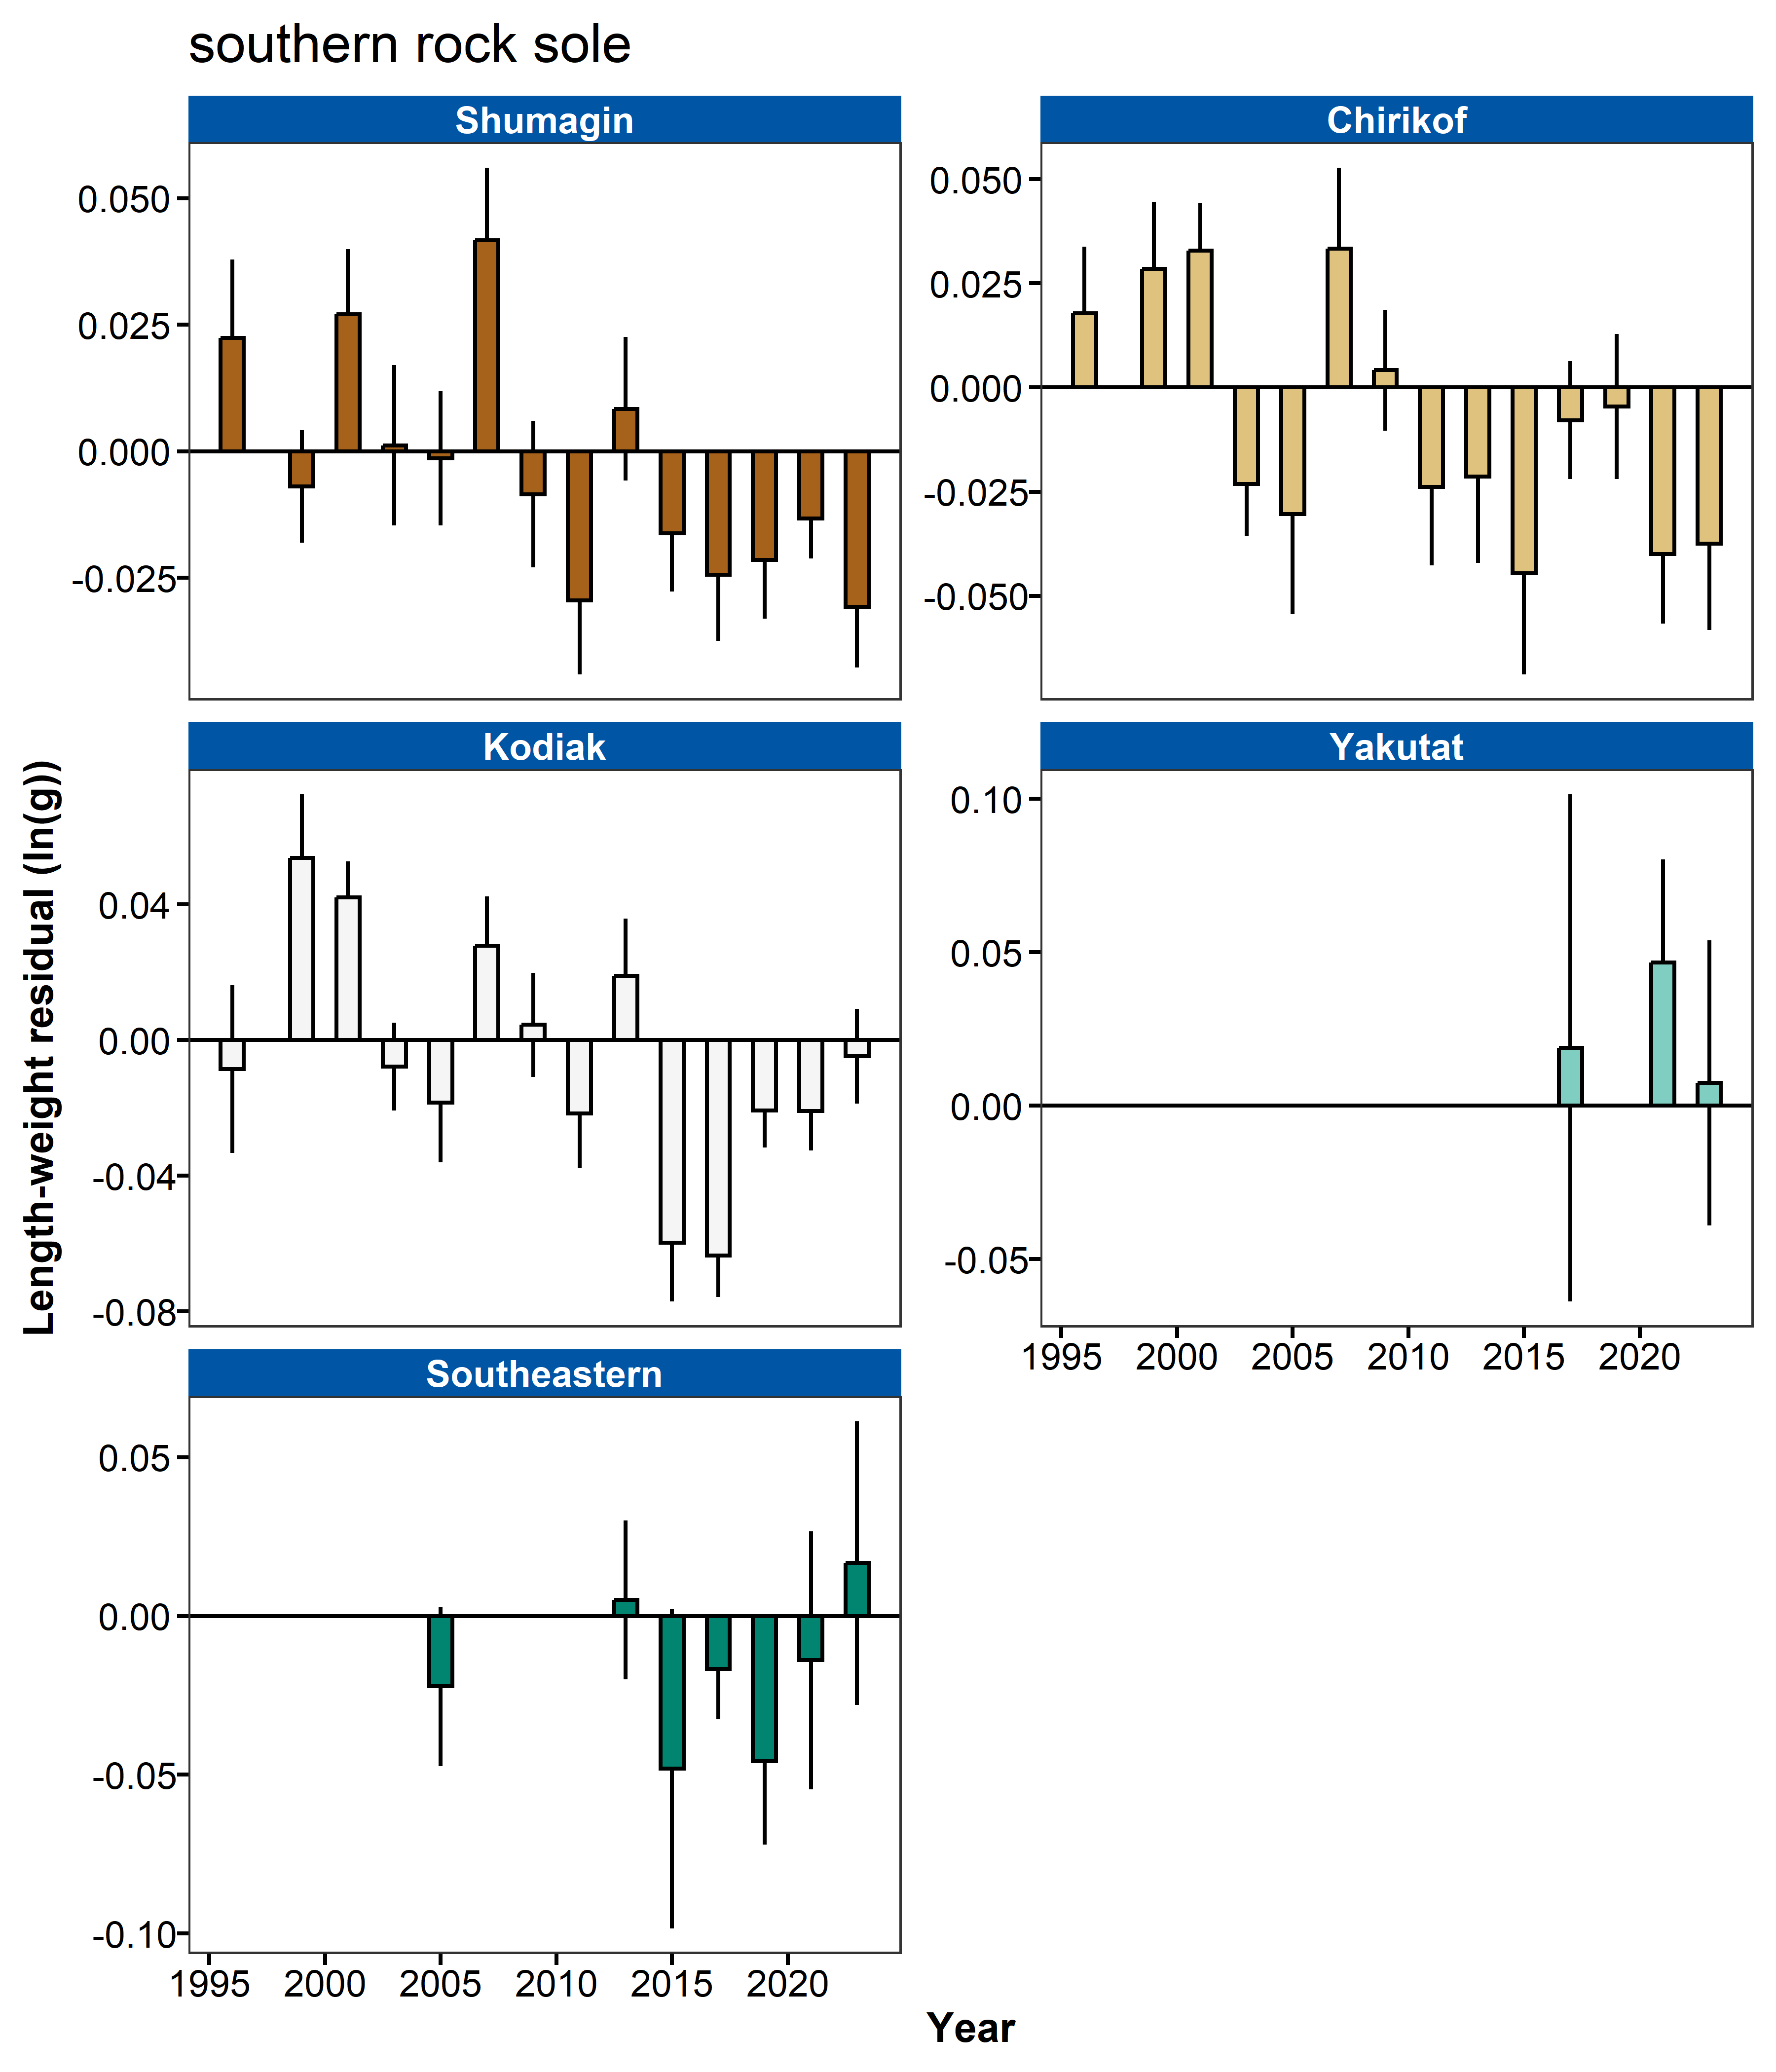 southern rock sole
Shumagin
Chirikof
0.050
0.025
0.000
-0.025
0.050
0.025
0.000
-0.025
-0.050
Kodiak
Yakutat
Length-weight residual (ln(g))
0.04
0.00
-0.04
-0.08
0.10
0.05
0.00
-0.05
1995 2000 2005 2010 2015 2020
Southeastern
0.05
0.00
-0.05
-0.10
1995 2000 2005 2010 2015 2020
Year